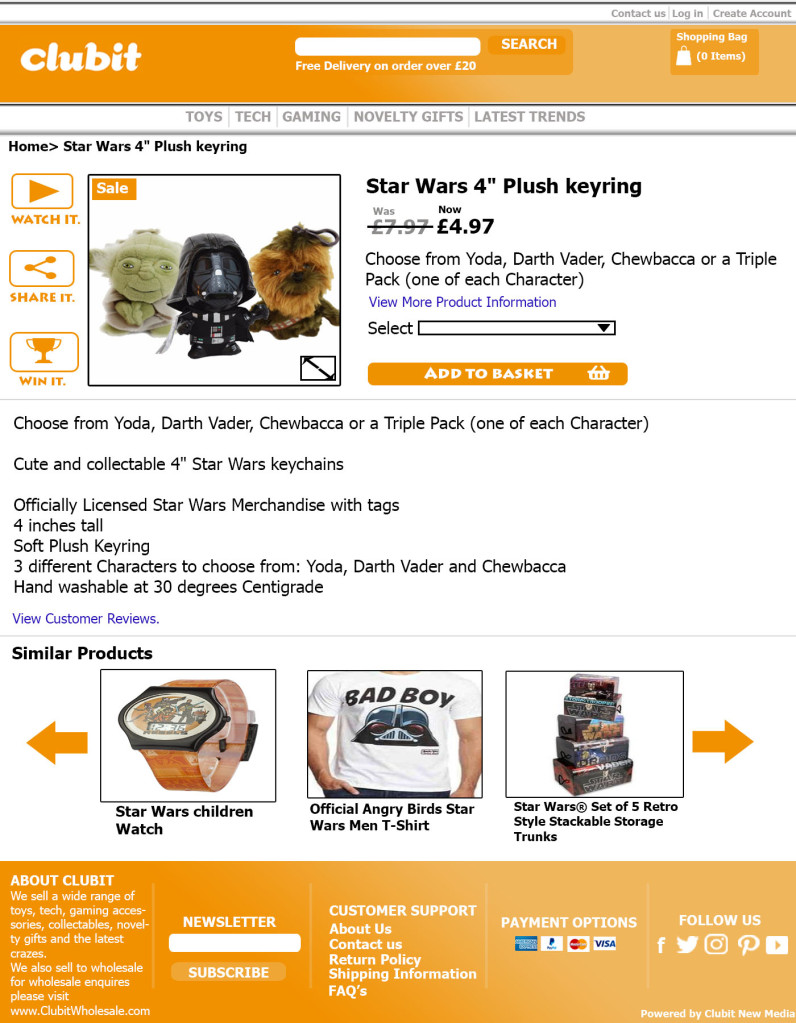 Contact us | Log in | Create Account
clubit
SEARCH
Free Delivery on order over £20
Shopping Bag
(0 Items)
TOYS | TECH | GAMING | NOVELTY GIFTS | LATEST TRENDS
Home> Star Wars 4" Plush keyring
WATCH IT.
SHARE IT.
WIN IT.
Sale
Star Wars 4" Plush keyring
Was
Now
£7.97 £4.97
Choose from Yoda, Darth Vader, Chewbacca or a Triple
Pack (one of each Character)
View More Product Information
Select
ADD TO BASKET
Choose from Yoda, Darth Vader, Chewbacca or a Triple Pack (one of each Character)
Cute and collectable 4" Star Wars keychains
Officially Licensed Star Wars Merchandise with tags
4 inches tall
Soft Plush Keyring
3 different Characters to choose from: Yoda, Darth Vader and Chewbacca
Hand washable at 30 degrees Centigrade
View Customer Reviews.
Similar Products
BAD BOY
VADER
Star Wars children
Watch
Official Angry Birds Star
Wars Men T-Shirt
Star Wars® Set of 5 Retro
Style Stackable Storage
Trunks
ABOUT CLUBIT
We sell a wide range of
toys, tech, gaming acces-
sories, collectables, novel-
ty gifts and the latest
crazes.
We also sell to wholesale
for wholesale enquires
please visit
www.ClubitWholesale.com
NEWSLETTER
SUBSCRIBE
CUSTOMER SUPPORT
About Us
Contact us
Return Policy
Shipping Information
FAQ's
PAYMENT OPTIONS
PayPal
VISA
FOLLOW US
Powered by Clubit New Media